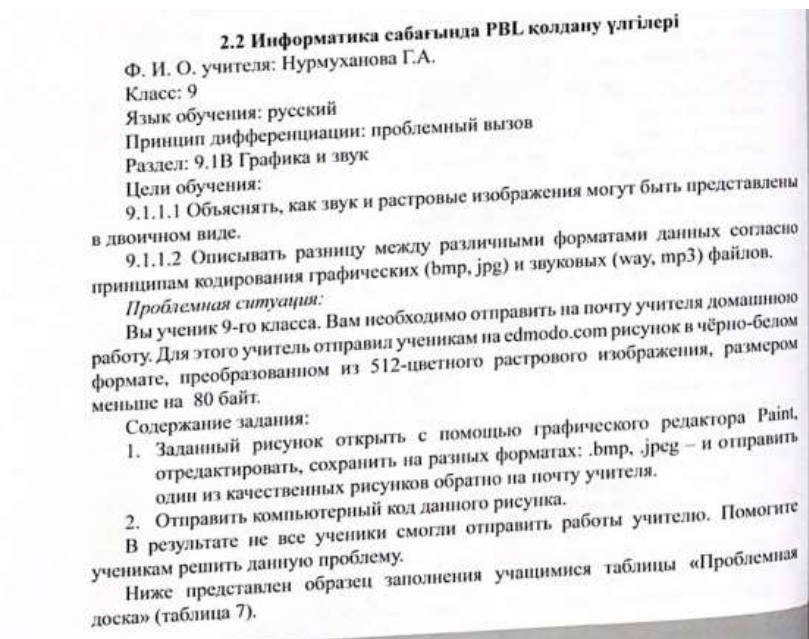 2.2 Информатика сабағында PBL қолдану үлгілері
Ф. И. О. учителя: Нурмуханова Г.А.
Класс: 9
Язык обучения: русский
Принцип дифференциации: проблемный вызов
Раздел: 9.1В Графика и звук
Цели обучения:
9.1.1.1 Объяснять, как звук и растровые изображения могут быть представлены
в двоичном виде.
9.1.1.2 Описывать разницу между различными форматами данных согласно
принципам кодирования графических (bmp, jpg) и звуковых (way, mp3) файлов.
Проблемная ситуация:
Вы ученик 9-го класса. Вам необходимо отправить на почту учителя домашнюю
работу. Для этого учитель отправил ученикам на edmodo.com рисунок в чёрно-белом
формате, преобразованном из 512-цветного растрового изображения, размером
меньше на 80 байт.
Содержание задания:
1. Заданный рисунок открыть с помощью графического редактора Paint,
отредактировать, сохранить на разных форматах: .bmp, .jpeg – и отправить
один из качественных рисунков обратно на почту учителя.
2. Отправить компьютерный код данного рисунка.
В результате не все ученики смогли отправить работы учителю. Помогите
ученикам решить данную проблему.
Ниже представлен образец заполнения учащимися таблицы «Проблемная
доска» (таблица 7).